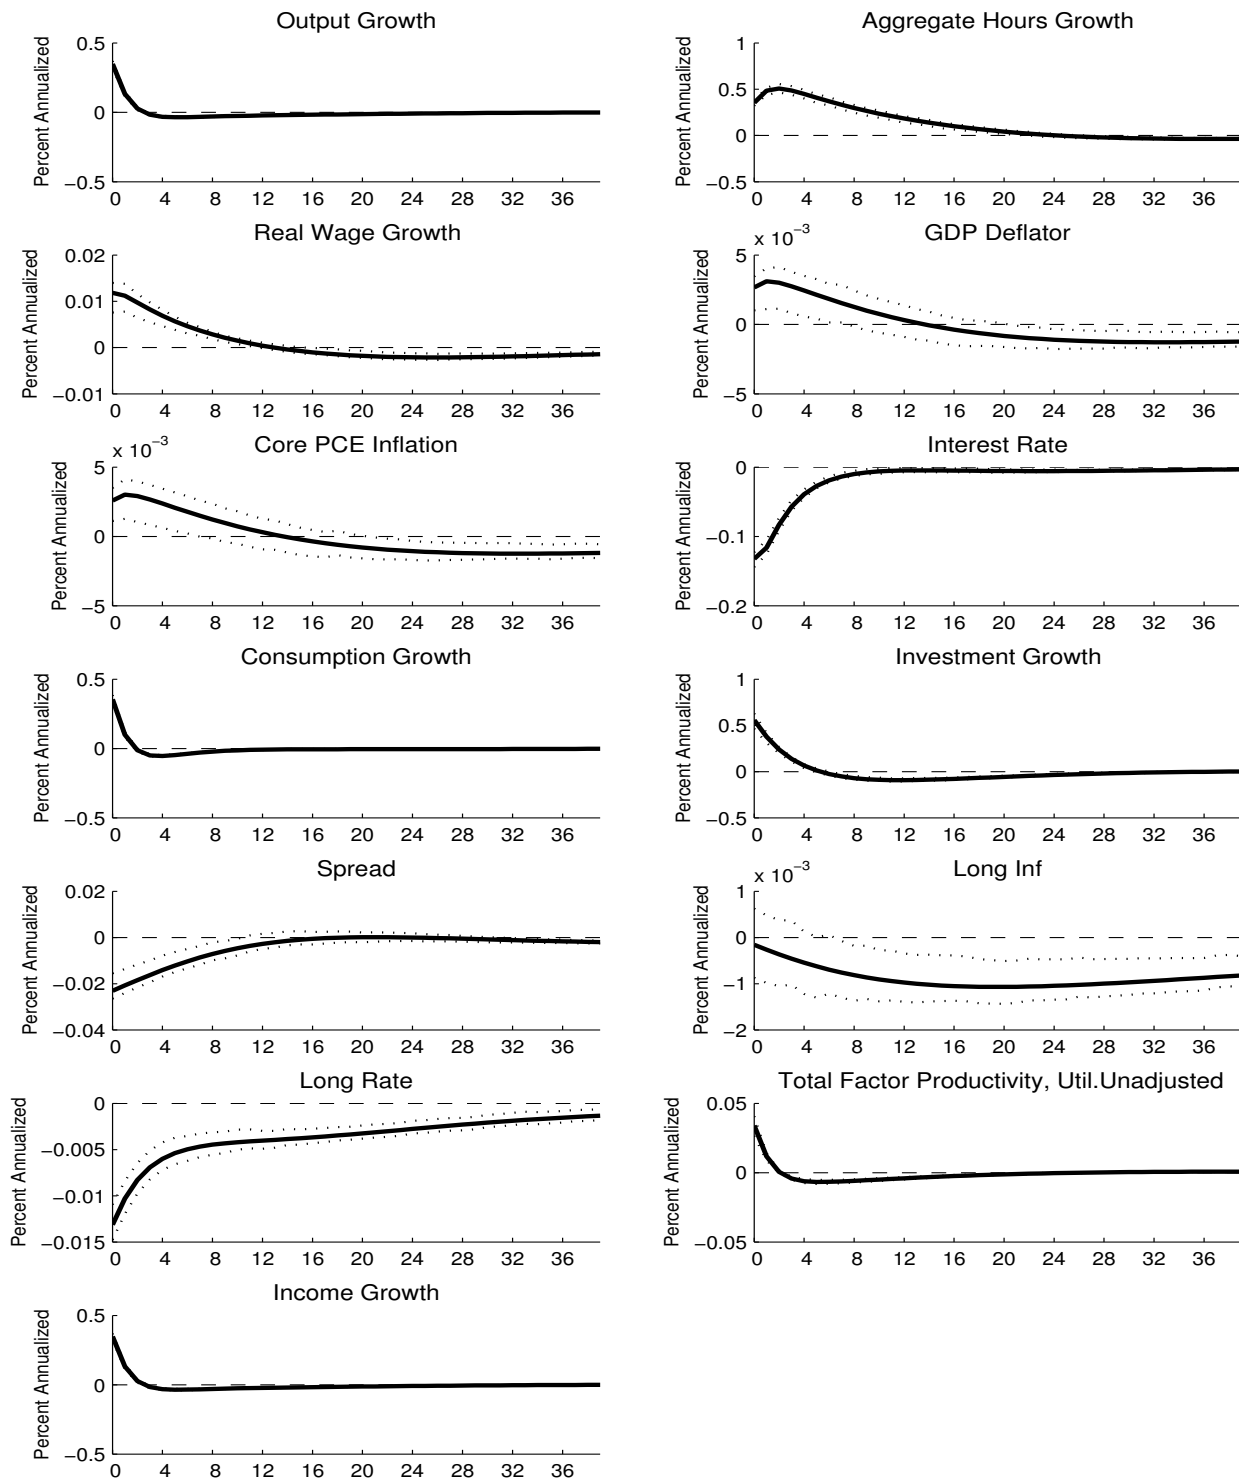 Output Growth
Percent Annualized
0.5
0
−0.5
0 4 8 12 16 20 24 28 32 36
Aggregate Hours Growth
Percent Annualized
1
0.5
0
−0.5
0 4 8 12 16 20 24 28 32 36
Real Wage Growth
Percent Annualized
0.02
0.01
0
−0.01
0 4 8 12 16 20 24 28 32 36
GDP Deflator
x 10−3
Percent Annualized
5
0
−5
0 4 8 12 16 20 24 28 32 36
Core PCE Inflation
x 10−3
Percent Annualized
5
0
−5
0 4 8 12 16 20 24 28 32 36
Interest Rate
Percent Annualized
0
−0.1
−0.2
0 4 8 12 16 20 24 28 32 36
Consumption Growth
Percent Annualized
0.5
0
−0.5
0 4 8 12 16 20 24 28 32 36
Investment Growth
Percent Annualized
1
0.5
0
−0.5
0 4 8 12 16 20 24 28 32 36
Spread
Percent Annualized
0.02
0
−0.02
−0.04
0 4 8 12 16 20 24 28 32 36
Long Inf
x 10−3
Percent Annualized
1
0
−1
−2
0 4 8 12 16 20 24 28 32 36
Long Rate
Percent Annualized
0
−0.005
−0.01
−0.015
0 4 8 12 16 20 24 28 32 36
Total Factor Productivity, Util.Unadjusted
Percent Annualized
0.05
0
−0.05
0 4 8 12 16 20 24 28 32 36
Income Growth
Percent Annualized
0.5
0
−0.5
0 4 8 12 16 20 24 28 32 36